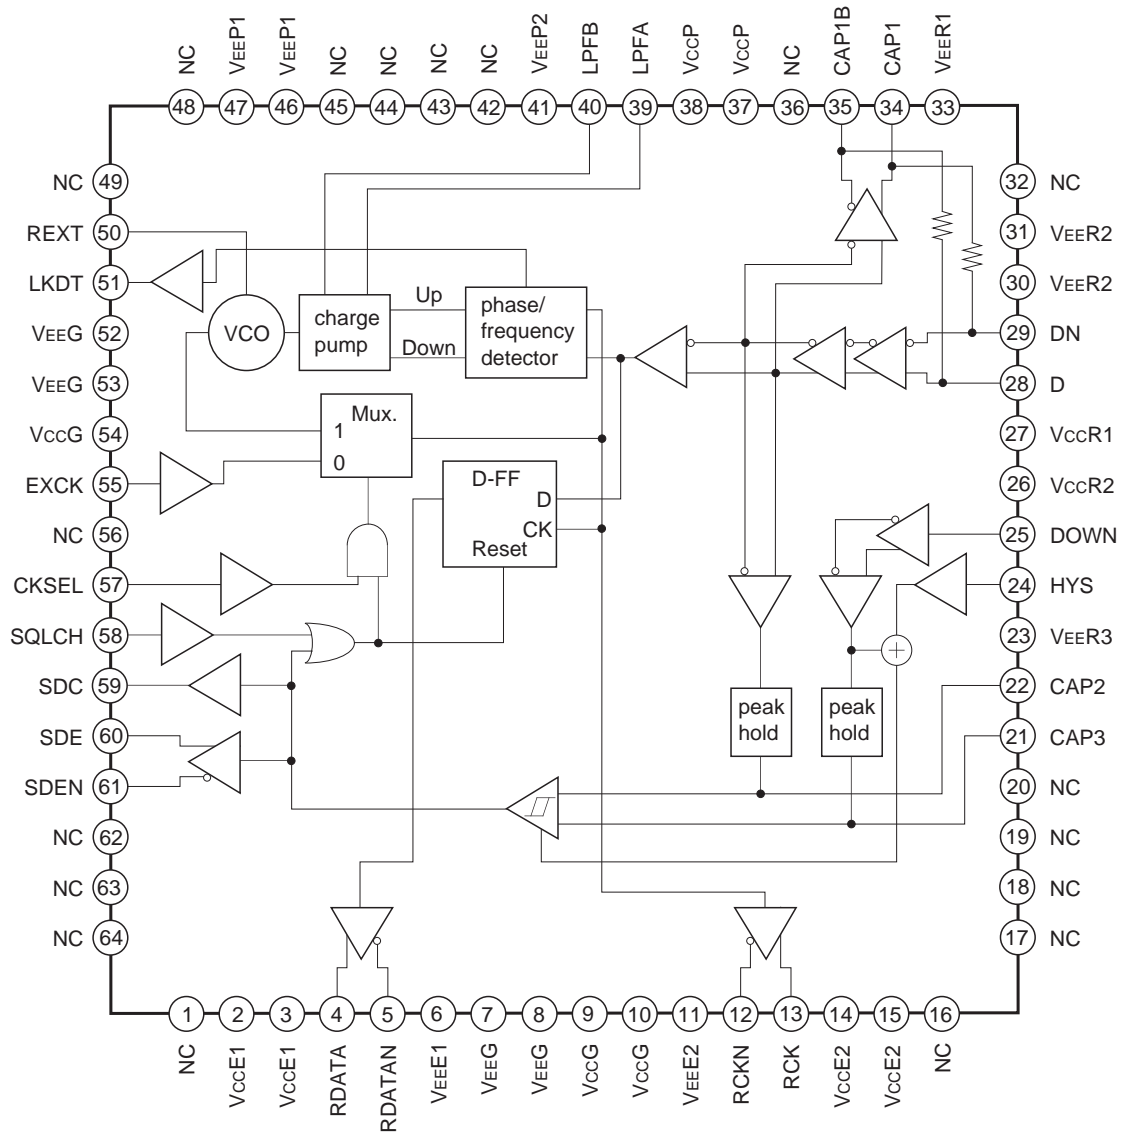 NC
VEEP1
VEEP1
NC
NC
NC
NC
VEEP2
LPFB
LPFA
VCCP
VCCP
NC
CAP1B
CAP1
VEER1
48
47
46
45
44
43
42
41
40
39
38
37
36
35
34
33
NC 49
REXT 50
LKDT 51
VEEG 52
VEEG 53
VCCG 54
EXCK 55
NC 56
CKSEL 57
SQLCH 58
SDC 59
SDE 60
SDEN 61
NC 62
NC 63
NC 64
32 NC
31 VEER2
30 VEER2
29 DN
28 D
27 VCCR1
26 VCCR2
25 DOWN
24 HYS
23 VEER3
22 CAP2
21 CAP3
20 NC
19 NC
18 NC
17 NC
VCO
charge
pump
Up
Down
phase/
frequency
detector
Mux.
1
0
D-FF
D
CK
Reset
+
peak
hold
peak
hold
1
2
3
4
5
6
7
8
9
10
11
12
13
14
15
16
NC
VCCE1
VCCE1
RDATA
RDATAN
VEEE1
VEEG
VEEG
VCCG
VCCG
VEEE2
RCKN
RCK
VCCE2
VCCE2
NC